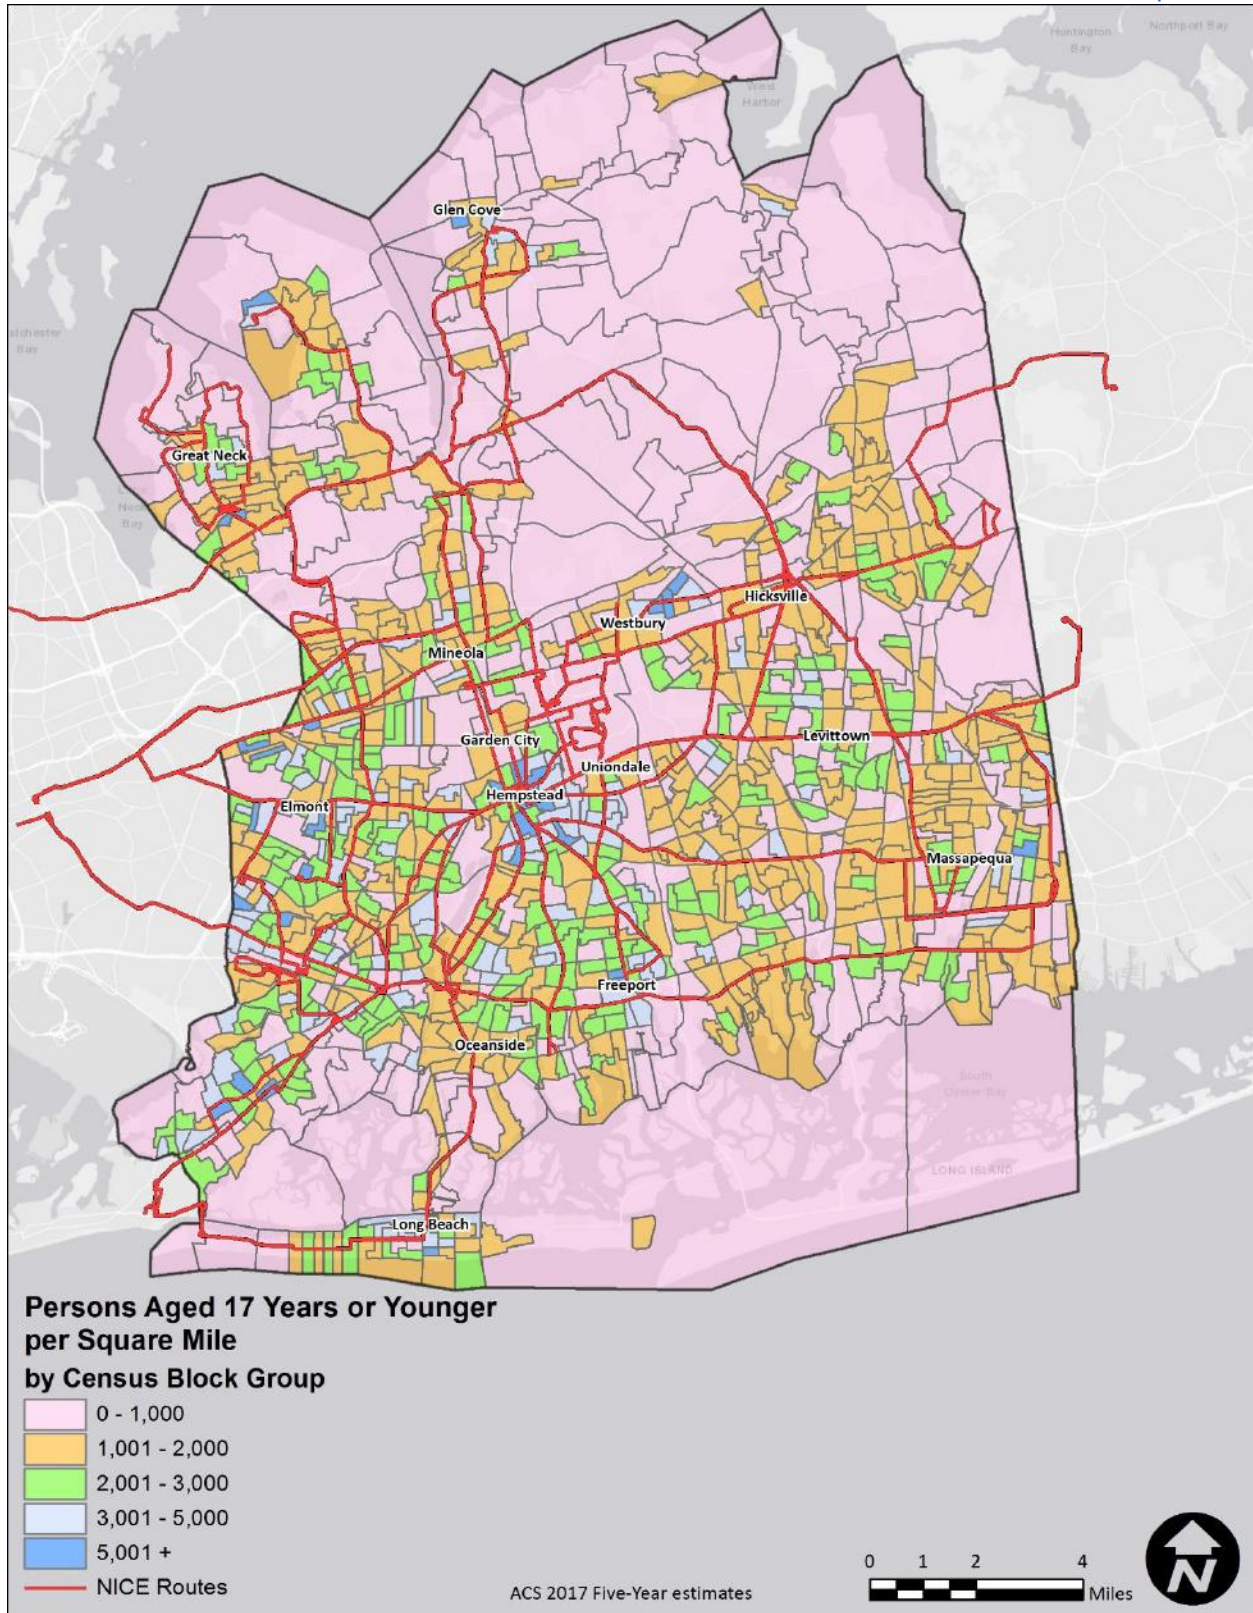 Huntington
Bay
Northport Bay
Harbor
Glen Cove
Bay
Great Neck
Bay
Hicksville
Westbury
Mineola
Garden City
Levittown
Uniondale
Hempstead
Elmont
Massapequa
Freeport
Oceanside
South
Oyster Bay
LONG ISLAND
Long Beach
Persons Aged 17 Years or Younger
per Square Mile
by Census Block Group
0 - 1,000
1,001 - 2,000
2,001 - 3,000
3,001 - 5,000
5,001 +
NICE Routes
ACS 2017 Five-Year estimates
0 1 2 4
Miles
N